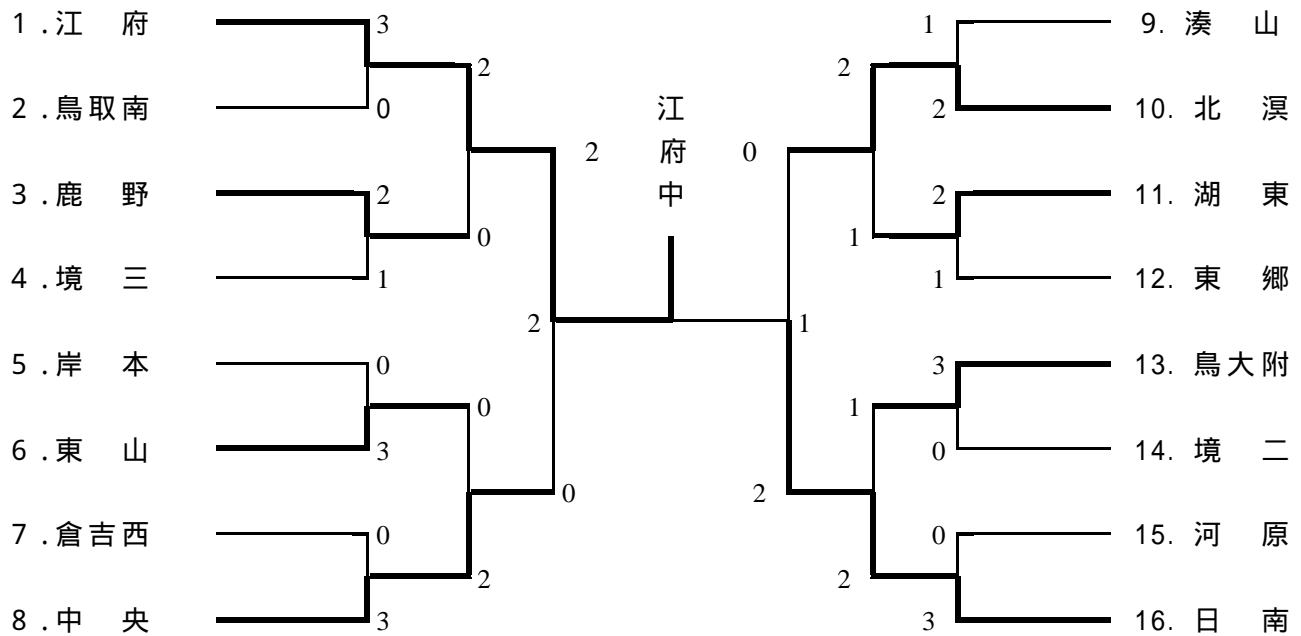 1 .江 府
3
2
2 .鳥取南
0
2
3 .鹿 野
2
0
4 .境 三
1
2
5 .岸 本
0
0
6 .東 山
3
0
7 .倉吉西
0
2
8 .中 央
3
江
府
中
1
9. 湊 山
2
2
10. 北 溟
0
2
11. 湖 東
1
1
12. 東 郷
1
3
13. 鳥大附
1
0
14. 境 二
2
0
15. 河 原
2
3
16. 日 南